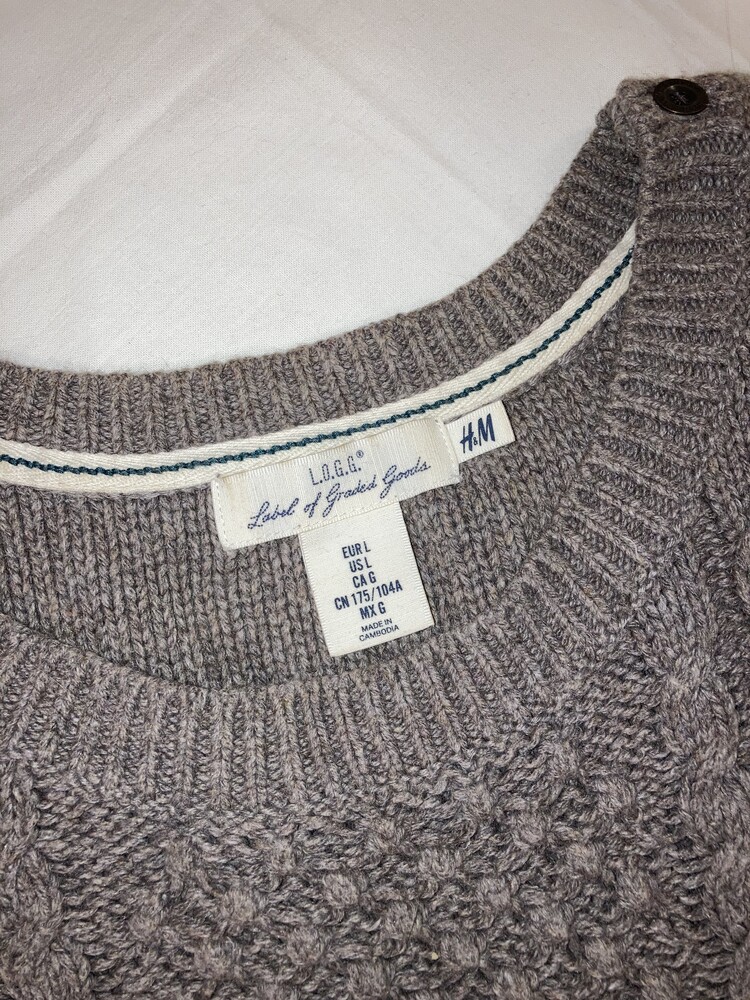 L.O.G.G.®
Label of Graded Goods
H&M
EUR L
US L
CA G
CN 175/104A
MX G
MADE IN
CAMBODIA